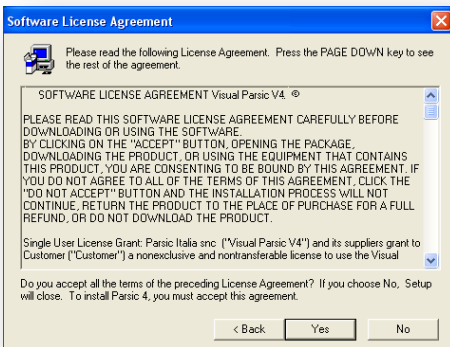 Software License Agreement
Please read the following License Agreement. Press the PAGE DOWN key to see
the rest of the agreement.
SOFTWARE LICENSE AGREEMENT Visual Parsic V4. ©
PLEASE READ THIS SOFTWARE LICENSE AGREEMENT CAREFULLY BEFORE
DOWNLOADING OR USING THE SOFTWARE.
BY CLICKING ON THE "ACCEPT" BUTTON, OPENING THE PACKAGE,
DOWNLOADING THE PRODUCT, OR USING THE EQUIPMENT THAT CONTAINS
THIS PRODUCT, YOU ARE CONSENTING TO BE BOUND BY THIS AGREEMENT. IF
YOU DO NOT AGREE TO ALL OF THE TERMS OF THIS AGREEMENT, CLICK THE
"DO NOT ACCEPT" BUTTON AND THE INSTALLATION PROCESS WILL NOT
CONTINUE, RETURN THE PRODUCT TO THE PLACE OF PURCHASE FOR A FULL
REFUND, OR DO NOT DOWNLOAD THE PRODUCT.
Single User License Grant: Parsic Italia snc ("Visual Parsic V4") and its suppliers grant to
Customer ("Customer") a nonexclusive and nontransferable license to use the Visual
Do you accept all the terms of the preceding License Agreement? If you choose No, Setup
will close. To install Parsic 4, you must accept this agreement.
< Back Yes No